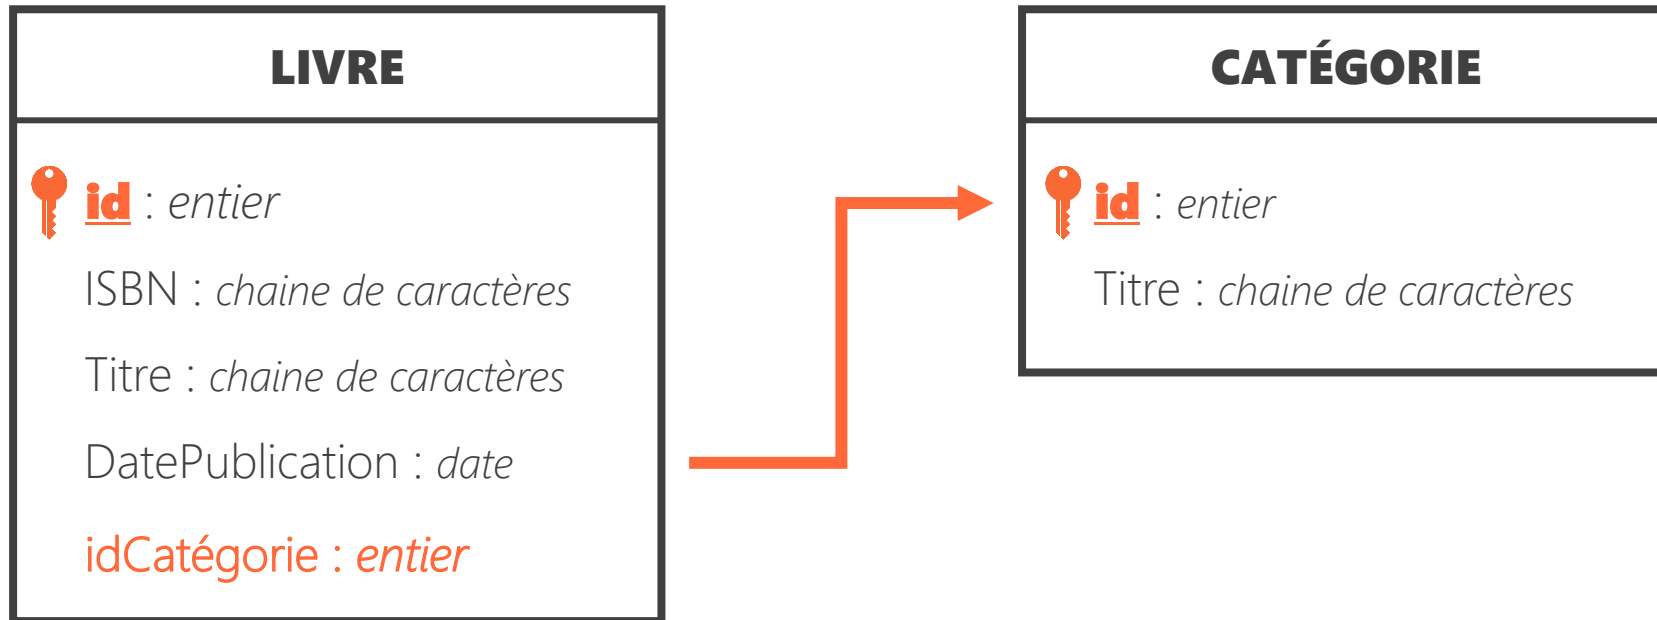 LIVRE
id : entier
ISBN : chaine de caractères
Titre : chaine de caractères
DatePublication : date
idCatégorie : entier
CATÉGORIE
id : entier
Titre : chaine de caractères